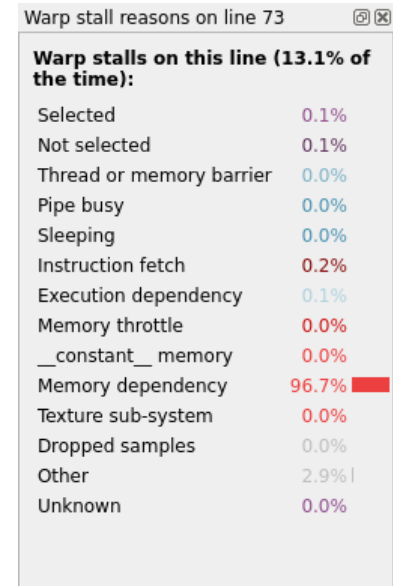 Warp stall reasons on line 73
Warp stalls on this line (13.1% of
the time):
Selected 0.1%
Not selected 0.1%
Thread or memory barrier 0.0%
Pipe busy 0.0%
Sleeping 0.0%
Instruction fetch 0.2%
Execution dependency 0.1%
Memory throttle 0.0%
__constant__ memory 0.0%
Memory dependency 96.7%
Texture sub-system 0.0%
Dropped samples 0.0%
Other 2.9%
Unknown 0.0%